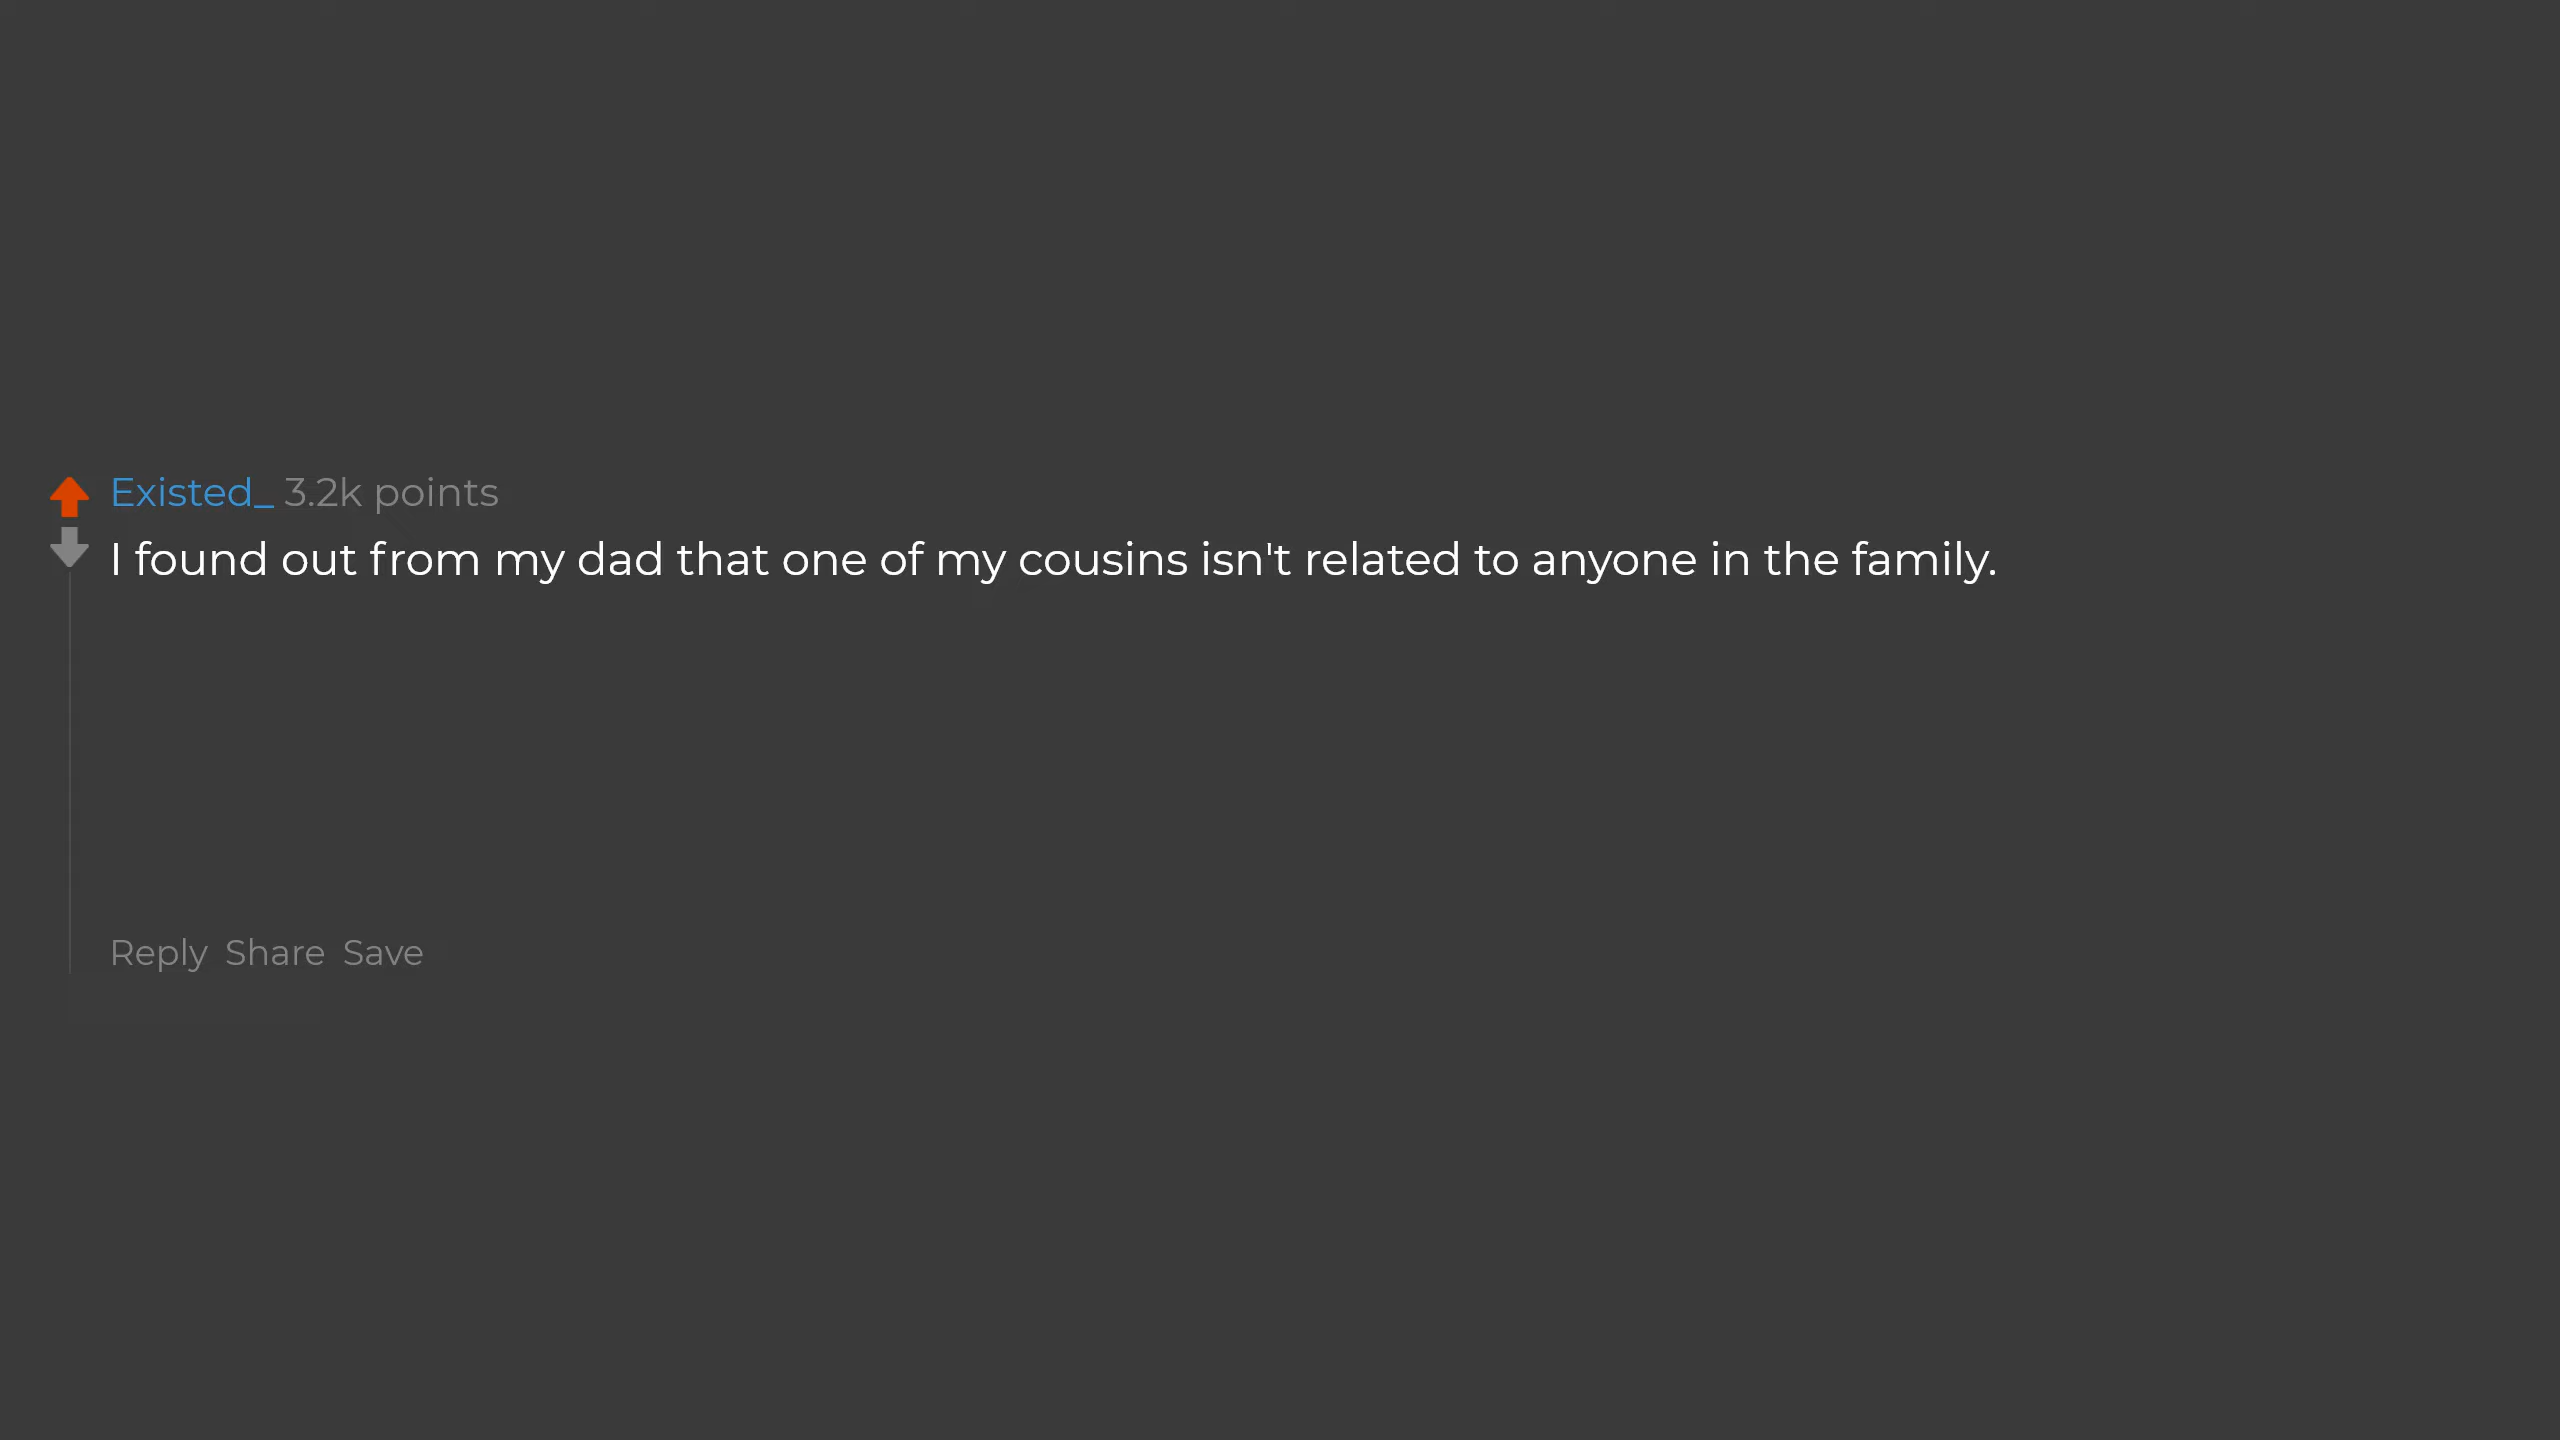 Existed_ 3.2k points
I found out from my dad that one of my cousins isn't related to anyone in the family.
Reply Share Save